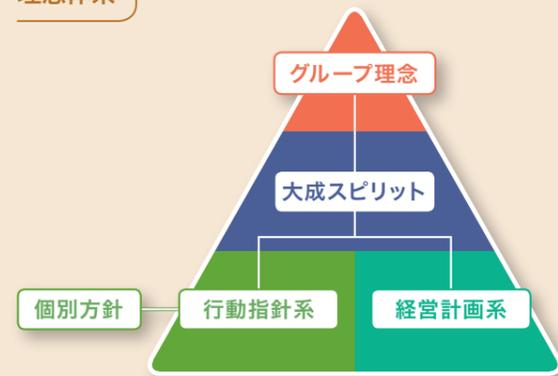 理念体系
グループ理念
大成スピリット
個別方針
行動指針系
経営計画系